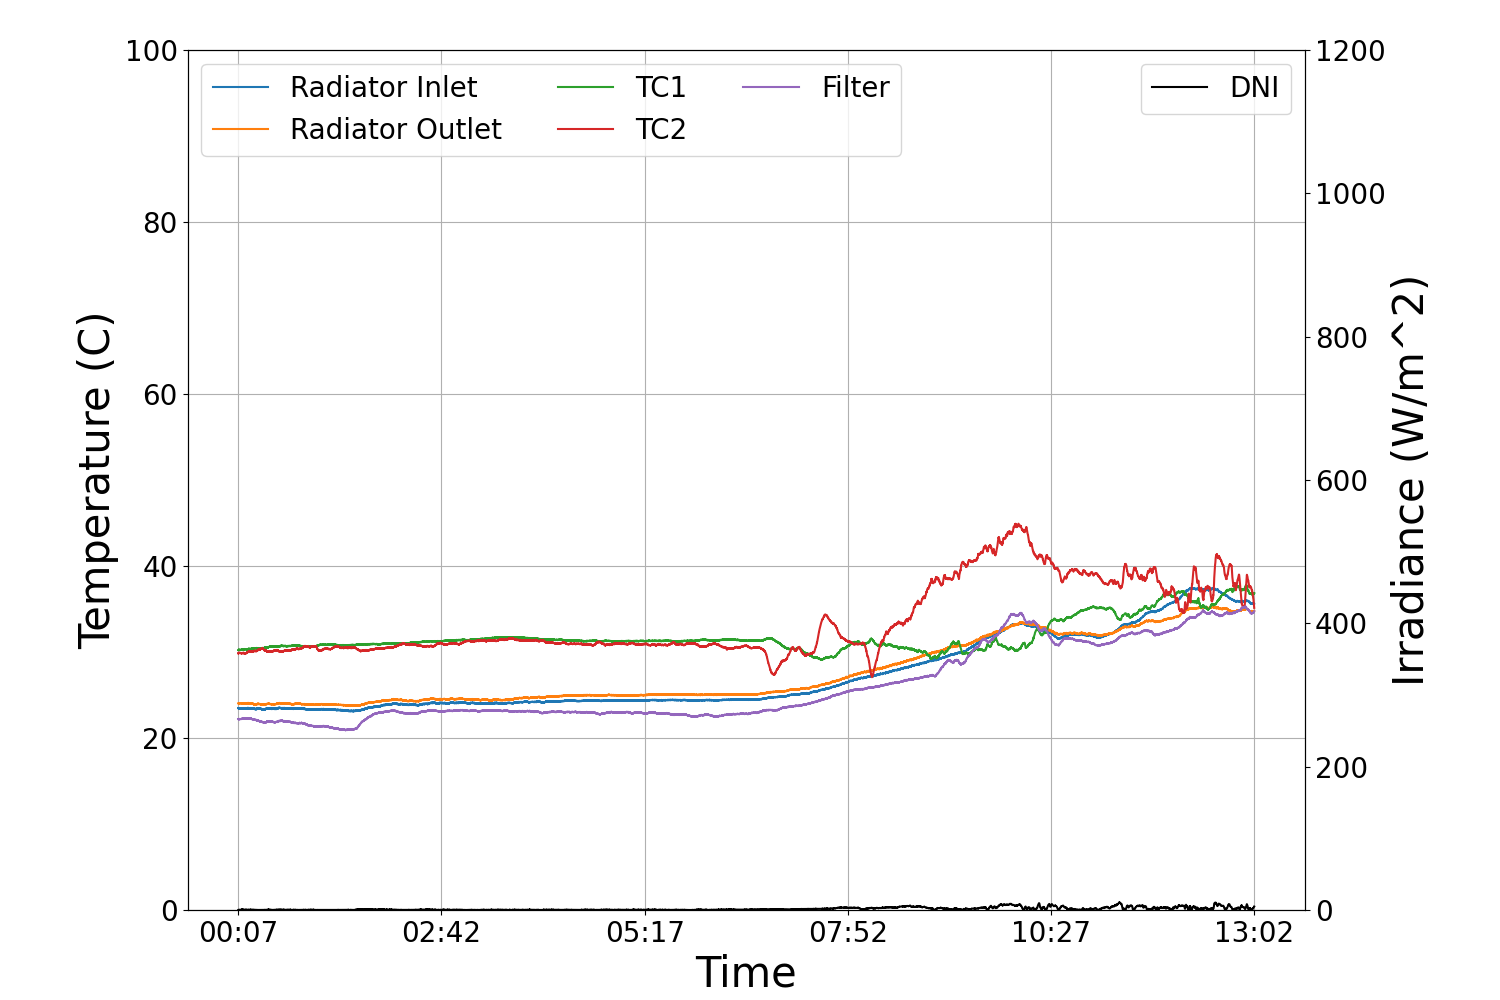 100
80
60
40
20
0
Temperature (C)
Radiator Inlet
Radiator Outlet
TC1
TC2
Filter
DNI
1200
1000
800
600
400
200
0
Irradiance (W/m^2)
00:07 02:42 05:17 07:52 10:27 13:02
Time